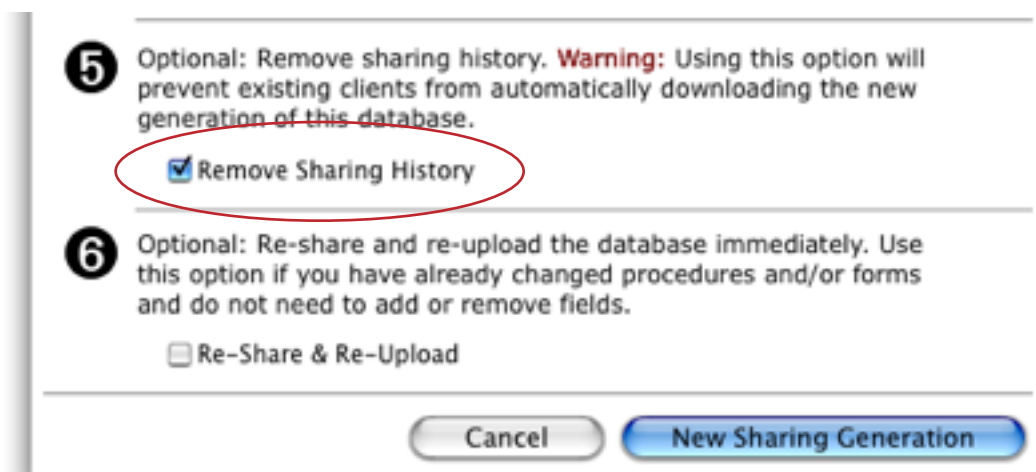 5 Optional: Remove sharing history. Warning: Using this option will
prevent existing clients from automatically downloading the new
generation of this database.
Remove Sharing History
6 Optional: Re-share and re-upload the database immediately. Use
this option if you have already changed procedures and/or forms
and do not need to add or remove fields.
Re-Share & Re-Upload
Cancel New Sharing Generation